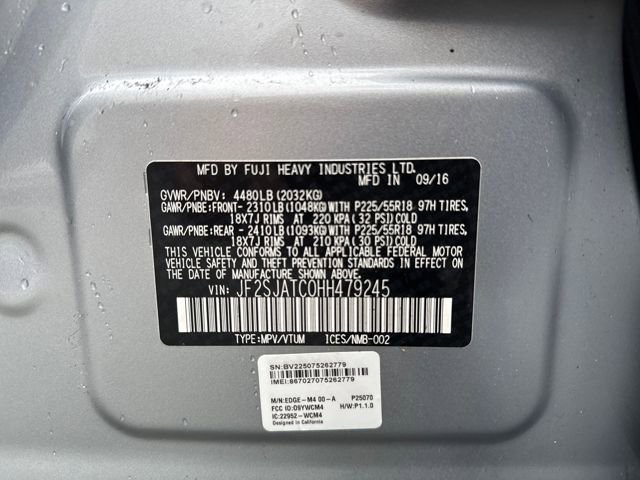 MFD BY FUJI HEAVY INDUSTRIES LTD.
MFD IN 09/16
GVWR/PNBV: 4480LB(2032KG)
GAWR/PNBE:FRONT- 2310LB(1048KG)WITH P225/55R18 97H TIRES,
18X7J RIMS AT 220 KPA(32 PSI)COLD
GAWR/PNBE:REAR - 2410LB(1093KG)WITH P225/55R18 97H TIRES,
18X7J RIMS AT 210 KPA(30 PSI)COLD
THIS VEHICLE CONFORMS TO ALL APPLICABLE FEDERAL MOTOR
VEHICLE SAFETY AND THEFT PREVENTION STANDARDS IN EFFECT
ON THE DATE OF MANUFACTURE SHOWN ABOVE.
VIN: JF2SJATC0HH479245
TYPE:MPV/VTUM ICES/NMB-002
SN:BV225075262779
IMEI:867027075262779
M/N:EDGE-M4 00-A P25070
FCC ID:O9YWCM4 H/W:P1.1.0
IC:22952-WCM4
Designed in California